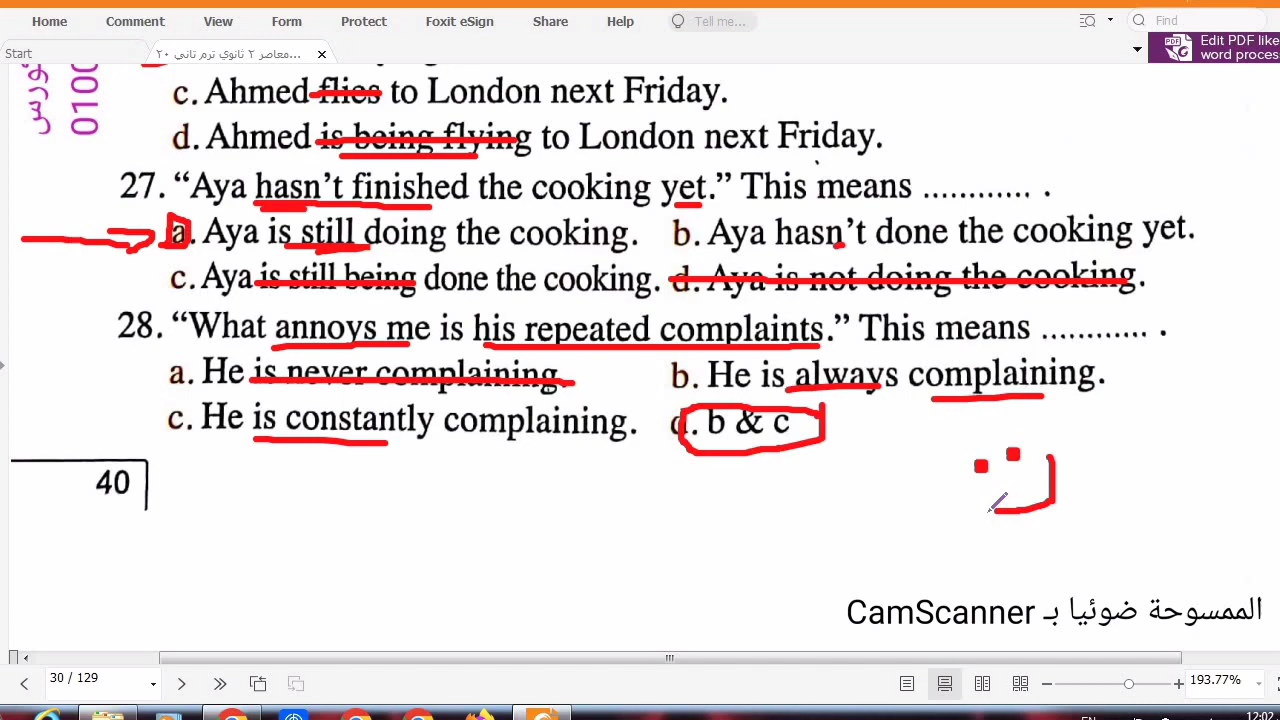 Home Comment View Form Protect Foxit eSign Share Help Tell me... Find
Start ...معاصر ٢ ثانوي ترم تاني ٢٠ Edit PDF like
word proces
0100
c. Ahmed flies to London next Friday.
d. Ahmed is being flying to London next Friday.
27. “Aya hasn’t finished the cooking yet.” This means ............ .
a. Aya is still doing the cooking. b. Aya hasn’t done the cooking yet.
c. Aya is still being done the cooking. d. Aya is not doing the cooking.
28. “What annoys me is his repeated complaints.” This means ............ .
a. He is never complaining. b. He is always complaining.
c. He is constantly complaining. d. b & c
40
الممسوحة ضوئيا بـ CamScanner
30 / 129 193.77%
EN 12:02